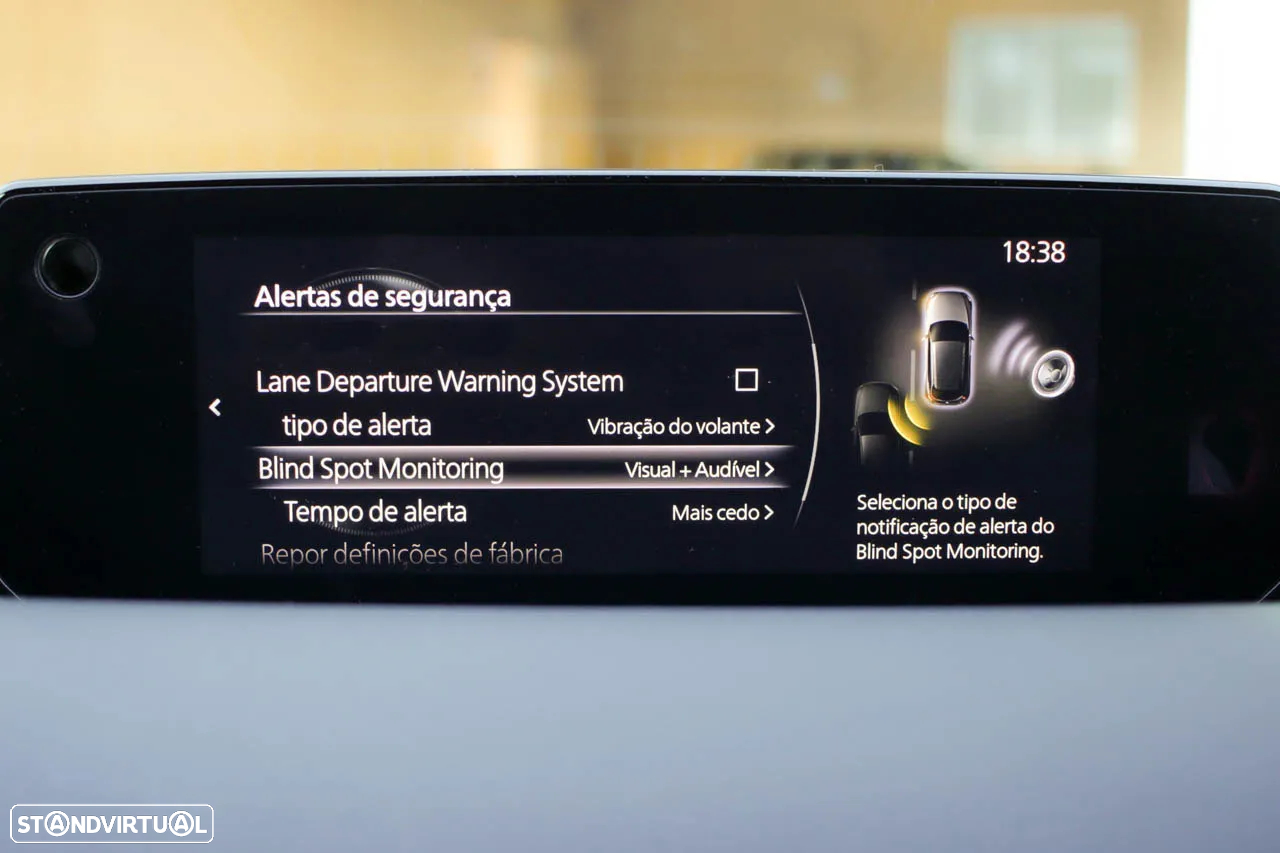 18:38
Alertas de segurança
Lane Departure Warning System
tipo de alerta Vibração do volante >
Blind Spot Monitoring Visual + Audível >
Tempo de alerta Mais cedo >
Repor definições de fábrica
Seleciona o tipo de
notificação de alerta do
Blind Spot Monitoring.
STANDVIRTUAL